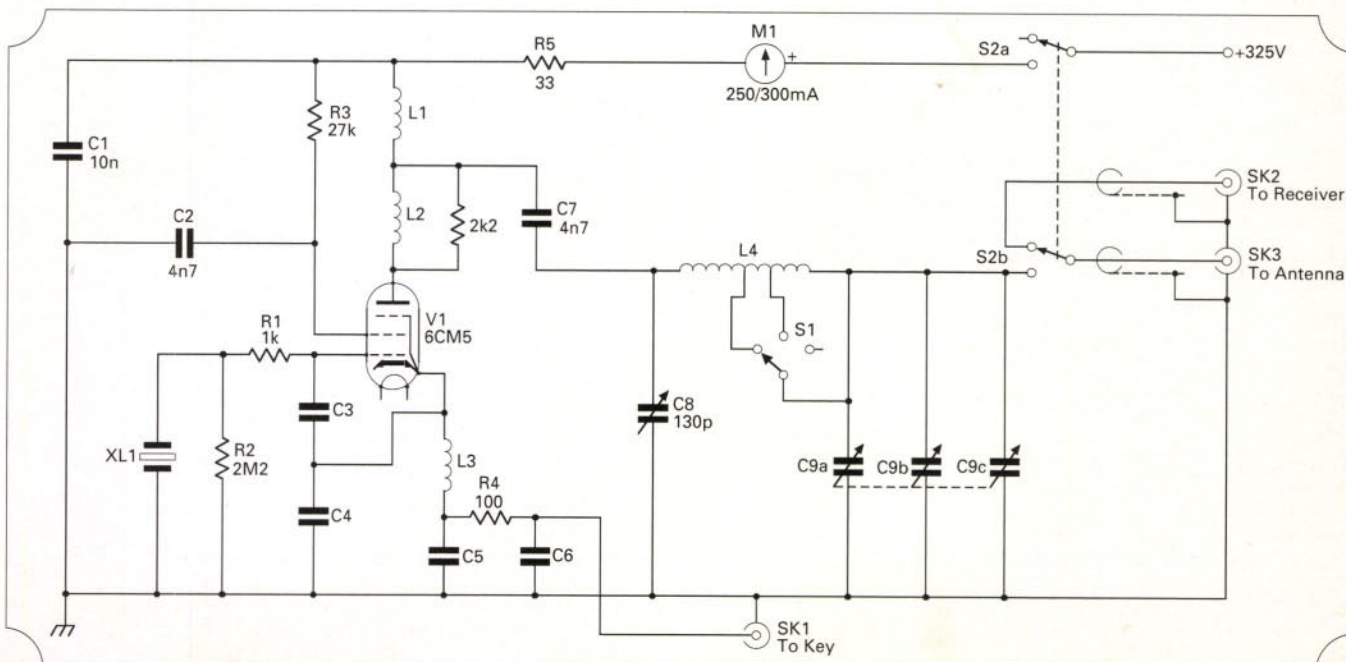 R5
33
M1
+
250/300mA
S2a
+325V
C1
10n
R3
27k
L1
C2
4n7
L2
2k2
C7
4n7
SK2
To Receiver
L4
S2b
SK3
To Antenna
V1
6CM5
R1
1k
S1
C3
C8
130p
XL1
R2
2M2
L3
C9a
C9b
C9c
R4
100
C4
C5
C6
SK1
To Key